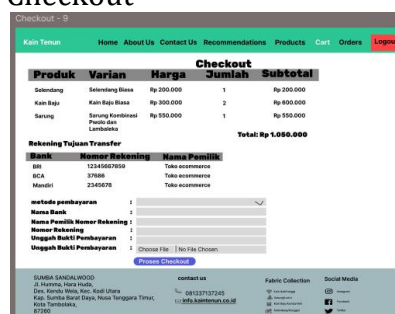 Checkout
Checkout - 9
Kain Tenun Home About Us Contact Us Recommendations Products Cart Orders Logou
Checkout
Produk Varian Harga Jumlah Subtotal
Selendang Selendang Biasa Rp 200.000 1 Rp 200.000
Kain Baju Kain Baju Biasa Rp 300.000 2 Rp 600.000
Sarung Sarung Kombinasi Rp 550.000 1 Rp 550.000
Pwolo dan
Lambaleka
Total: Rp 1.050.000
Rekening Tujuan Transfer
Bank Nomor Rekening Nama Pemilik
BRI 12345667859 Toko ecommerce
BCA 37686 Toko ecommerce
Mandiri 2345678 Toko ecommerce
metode pembayaran :
Nama Bank :
Nama Pemilik Nomor Rekening :
Nomor Rekening :
Unggah Bukti Pembayaran :
Unggah Bukti Pembayaran : Choose File No File Chosen
Proses Checkout
SUMBA SANDALWOOD contact us Fabric Collection Social Media
Jl. Humma, Hara Huda,
Des. Kendu Wela, Kec. Kodi Utara 081337137245
Kap. Sumba Barat Daya, Nusa Tenggara Timur, info.kaintenun.co.id
Kota Tambolaka,
87260
Instagram
Facebook
Twitter